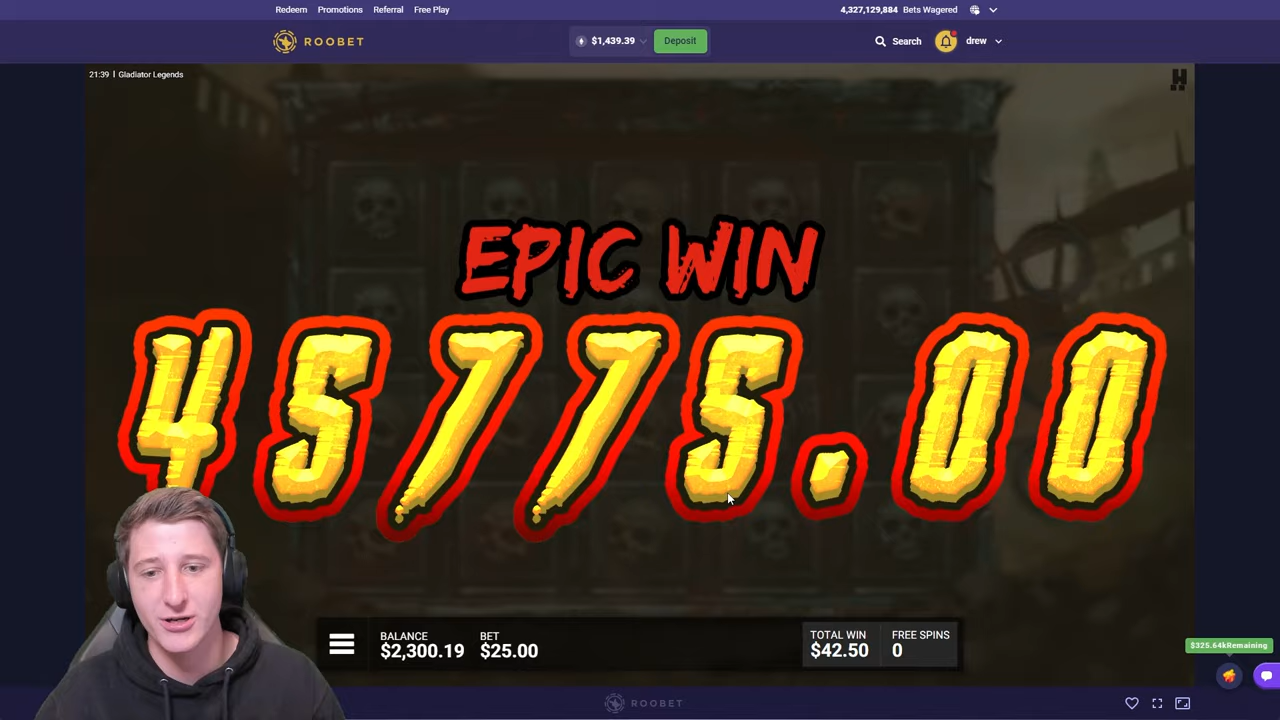 Redeem Promotions Referral Free Play
4,327,129,884 Bets Wagered
ROOBET
$1,439.39
Deposit
Search
drew
21:39 | Gladiator Legends
EPIC WIN
45775.00
BALANCE
$2,300.19
BET
$25.00
TOTAL WIN
$42.50
FREE SPINS
0
$325.64kRemaining
ROOBET